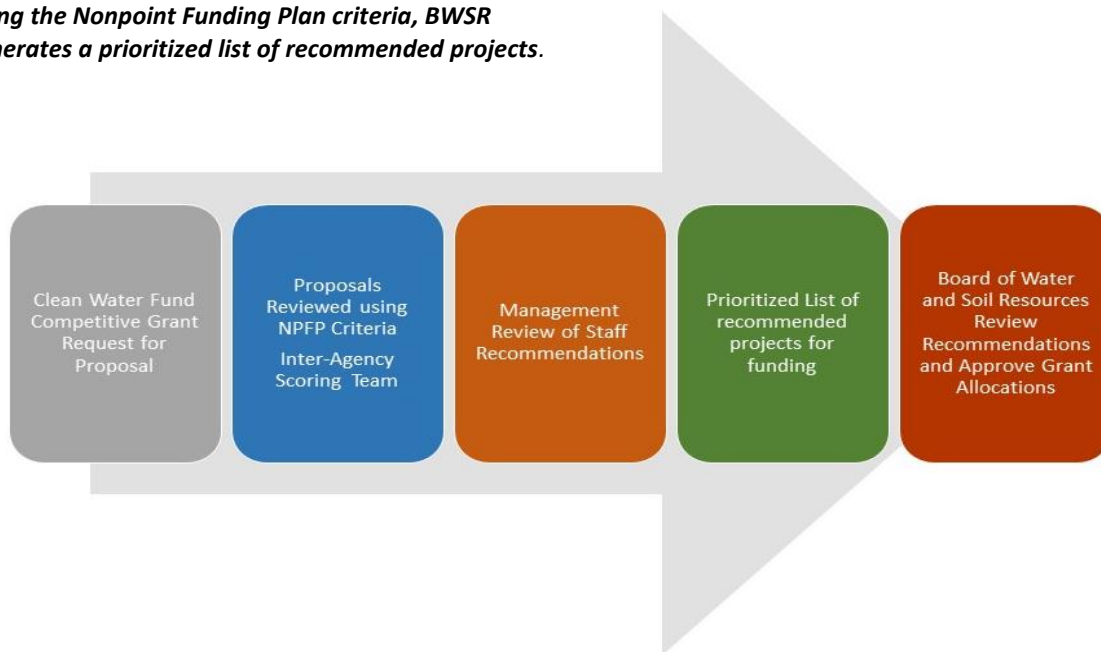 ng the Nonpoint Funding Plan criteria, BWSR
nerates a prioritized list of recommended projects.
Clean Water Fund
Competitive Grant
Request for
Proposal
Proposals
Reviewed using
NPFP Criteria
Inter-Agency
Scoring Team
Management
Review of Staff
Recommendations
Prioritized List of
recommended
projects for
funding
Board of Water
and Soil Resources
Review
Recommendations
and Approve Grant
Allocations